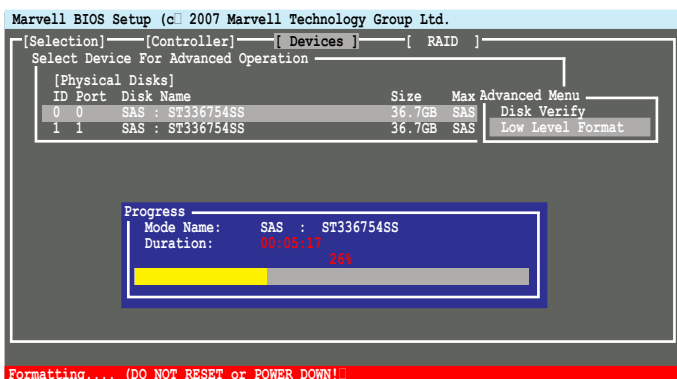 Marvell BIOS Setup (c 2007 Marvell Technology Group Ltd.
[Selection] [Controller] [ Devices ] [ RAID ]
Select Device For Advanced Operation
[Physical Disks]
ID Port Disk Name Size Max Advanced Menu
0 0 SAS : ST336754SS 36.7GB SAS Disk Verify
1 1 SAS : ST336754SS 36.7GB SAS Low Level Format
Progress
Mode Name: SAS : ST336754SS
Duration: 00:05:17
26%
Formatting.... (DO NOT RESET or POWER DOWN!